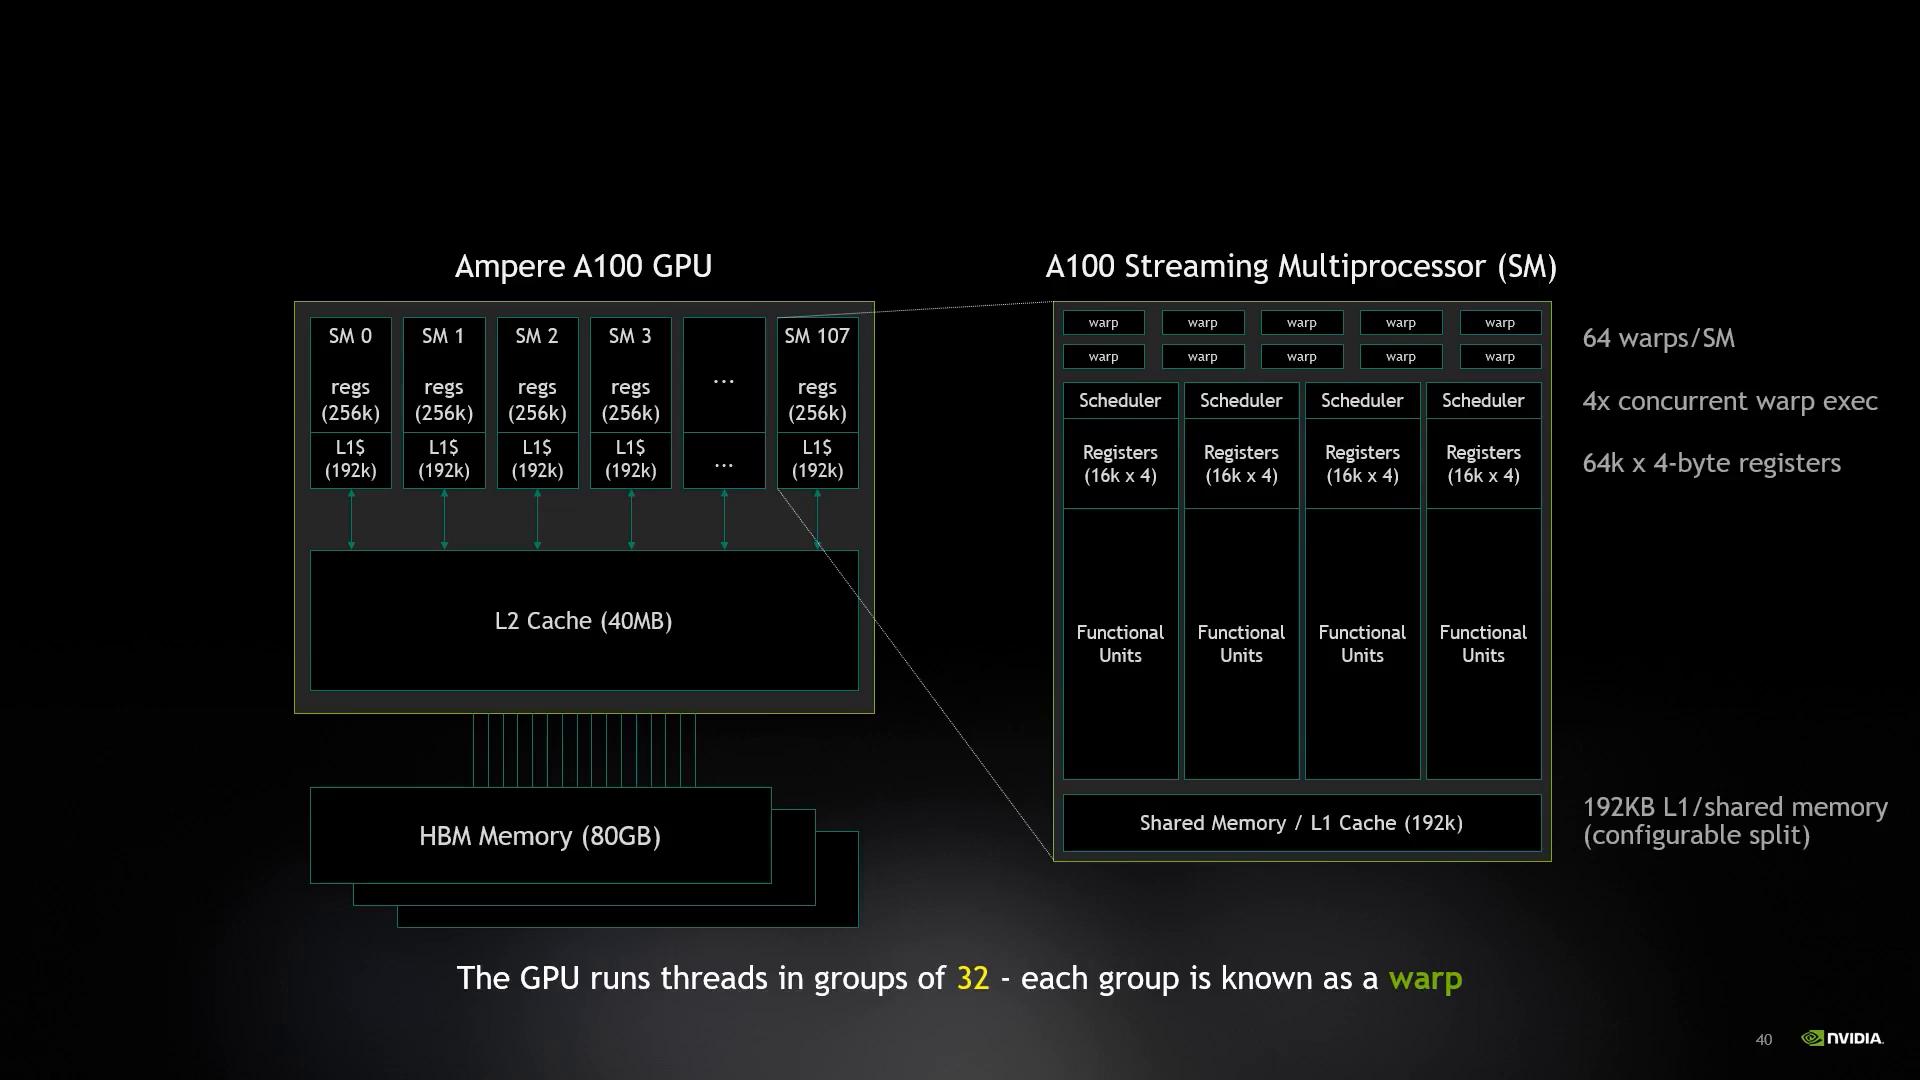 Ampere A100 GPU
SM 0
regs
(256k)
L1$
(192k)
SM 1
regs
(256k)
L1$
(192k)
SM 2
regs
(256k)
L1$
(192k)
SM 3
regs
(256k)
L1$
(192k)
...
...
SM 107
regs
(256k)
L1$
(192k)
L2 Cache (40MB)
HBM Memory (80GB)
A100 Streaming Multiprocessor (SM)
warp warp warp warp warp
warp warp warp warp warp
Scheduler
Registers
(16k x 4)
Functional
Units
Scheduler
Registers
(16k x 4)
Functional
Units
Scheduler
Registers
(16k x 4)
Functional
Units
Scheduler
Registers
(16k x 4)
Functional
Units
Shared Memory / L1 Cache (192k)
64 warps/SM
4x concurrent warp exec
64k x 4-byte registers
192KB L1/shared memory
(configurable split)
The GPU runs threads in groups of 32 - each group is known as a warp
40
NVIDIA.